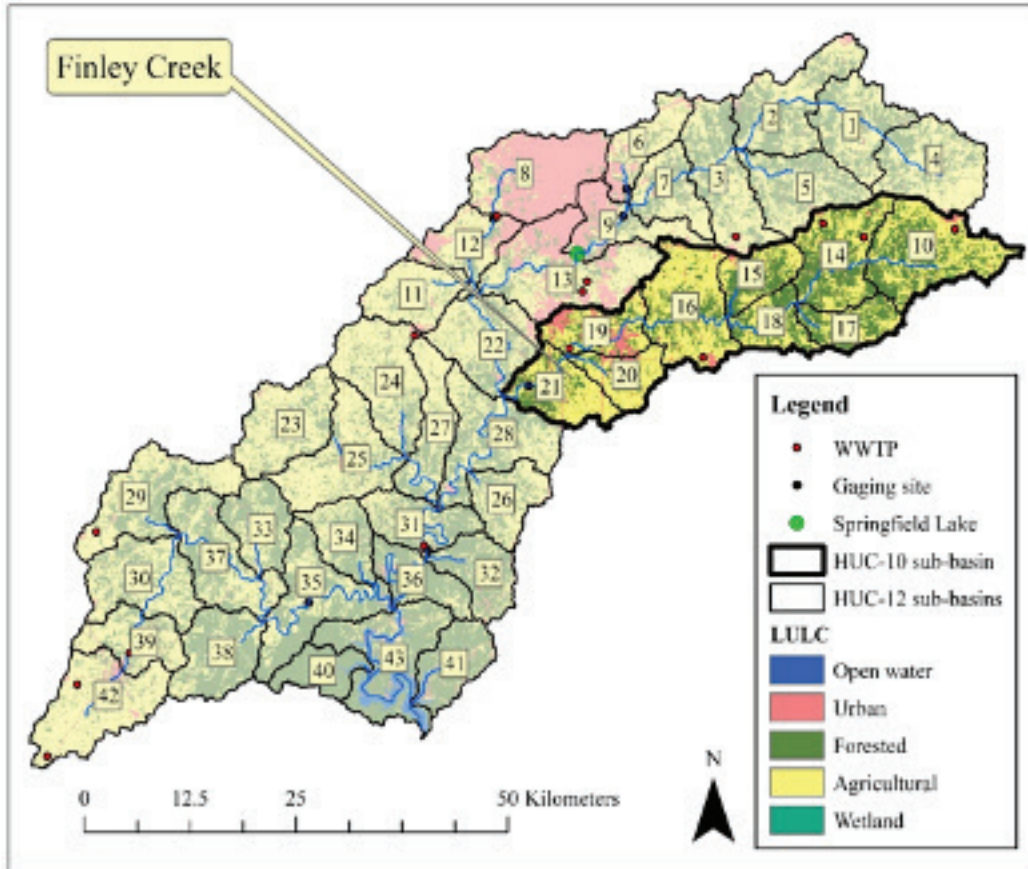 Finley Creek
2
1
6
4
8
7
3
5
9
12
10
14
13
15
11
16
18
17
19
22
20
21
24
27
23
28
25
26
29
31
33
34
37
32
36
30
35
39
38
43
41
40
42
Legend
WWTP
Gaging site
Springfield Lake
HUC-10 sub-basin
HUC-12 sub-basins
LULC
Open water
Urban
Forested
Agricultural
Wetland
N
0 12.5 25 50 Kilometers